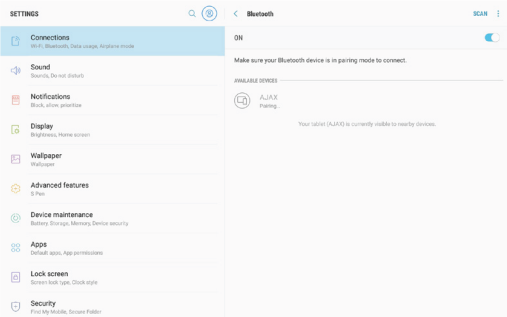 SETTINGS
Connections
Wi-Fi, Bluetooth, Data usage, Airplane mode
Sound
Sounds, Do not disturb
Notifications
Block, allow, prioritize
Display
Brightness, Home screen
Wallpaper
Wallpaper
Advanced features
S Pen
Device maintenance
Battery, Storage, Memory, Device security
Apps
Default apps, App permissions
Lock screen
Screen lock type, Clock style
Security
Find My Mobile, Secure Folder
Bluetooth
SCAN
ON
Make sure your Bluetooth device is in pairing mode to connect.
AVAILABLE DEVICES
AJAX
Pairing...
Your tablet (AJAX) is currently visible to nearby devices.